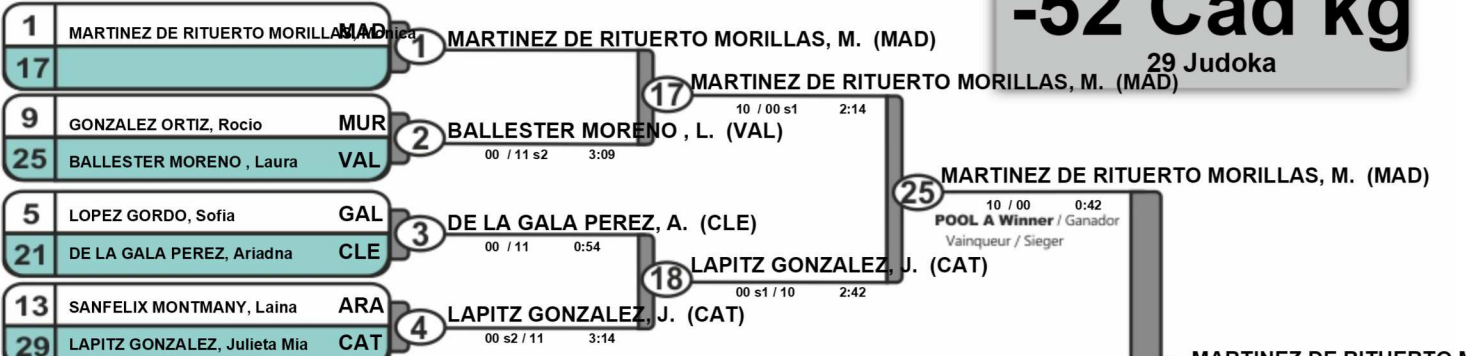 -52 Cad kg
29 Judoka
1 MARTINEZ DE RITUERTO MORILLAS, Monica MAD
17
1 MARTINEZ DE RITUERTO MORILLAS, M. (MAD)
9 GONZALEZ ORTIZ, Rocio MUR
25 BALLESTER MORENO , Laura VAL
2 BALLESTER MORENO , L. (VAL)
00 / 11 s2 3:09
17 MARTINEZ DE RITUERTO MORILLAS, M. (MAD)
10 / 00 s1 2:14
5 LOPEZ GORDO, Sofia GAL
21 DE LA GALA PEREZ, Ariadna CLE
3 DE LA GALA PEREZ, A. (CLE)
00 / 11 0:54
13 SANFELIX MONTMANY, Laina ARA
29 LAPITZ GONZALEZ, Julieta Mia CAT
4 LAPITZ GONZALEZ, J. (CAT)
00 s2 / 11 3:14
18 LAPITZ GONZALEZ, J. (CAT)
00 s1 / 10 2:42
25 MARTINEZ DE RITUERTO MORILLAS, M. (MAD)
10 / 00 0:42
POOL A Winner / Ganador
Vainqueur / Sieger
MARTINEZ DE RITUERTO